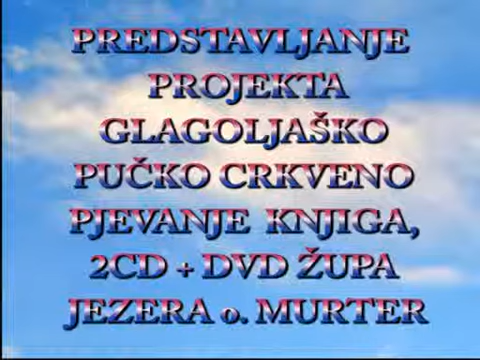 PREDSTAVLJANJE
PROJEKTA
GLAGOLJAŠKO
PUČKO CRKVENO
PJEVANJE KNJIGA,
2CD + DVD ŽUPA
JEZERA o. MURTER